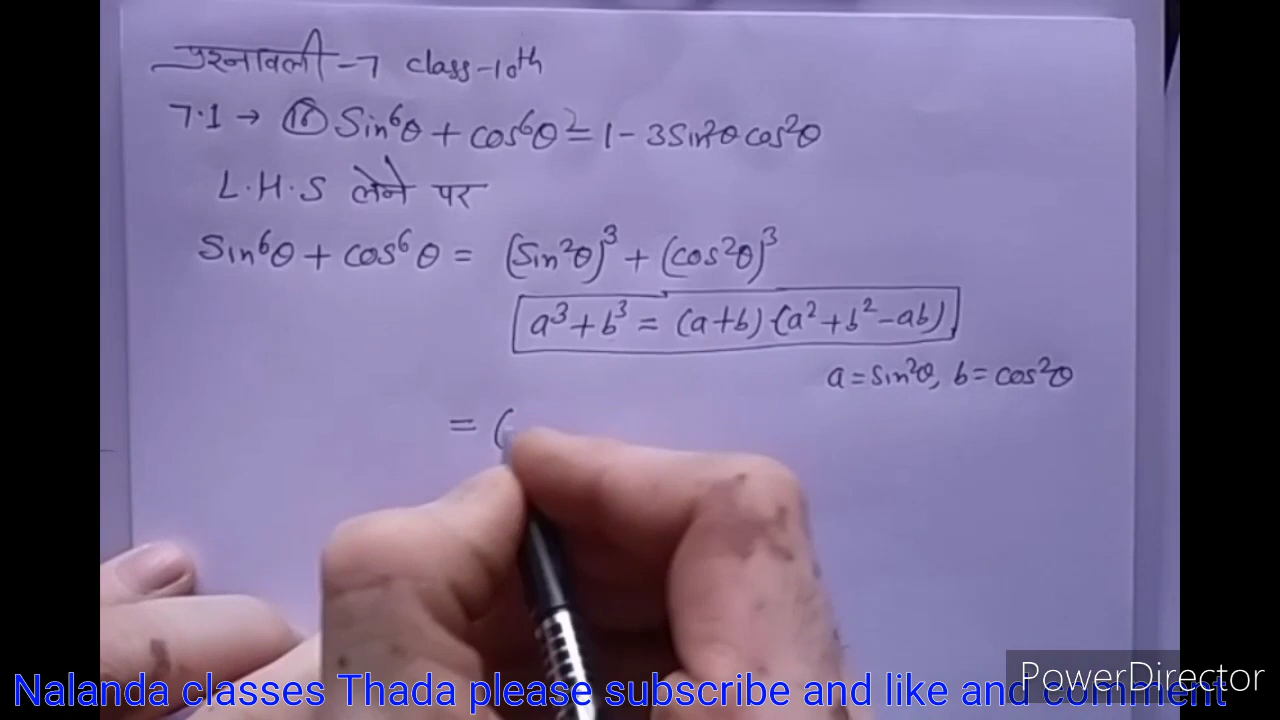 प्रश्नावली-7 class-10th
7.1 → (16) Sin⁶θ + cos⁶θ = 1 - 3Sin²θ cos²θ
L.H.S लेने पर
Sin⁶θ + cos⁶θ = (Sin²θ)³ + (cos²θ)³
a³+b³ = (a+b) (a²+b²-ab)
a = Sin²θ, b = cos²θ
= (
PowerDirector
Nalanda classes Thada please subscribe and like and comment